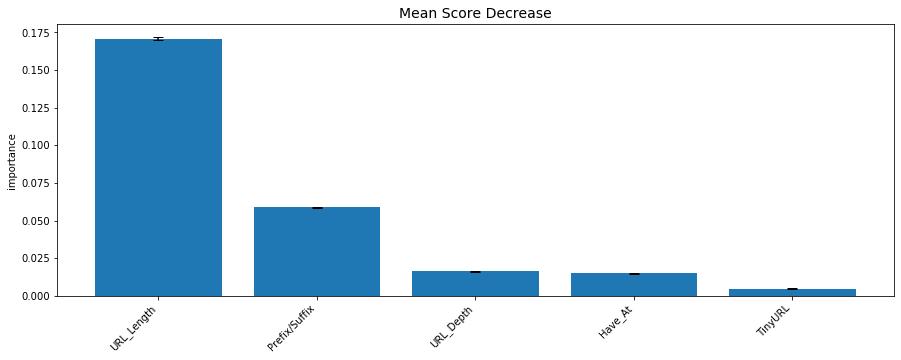 Mean Score Decrease
importance
0.175
0.150
0.125
0.100
0.075
0.050
0.025
0.000
URL_Length
Prefix/Suffix
URL_Depth
Have_At
TinyURL